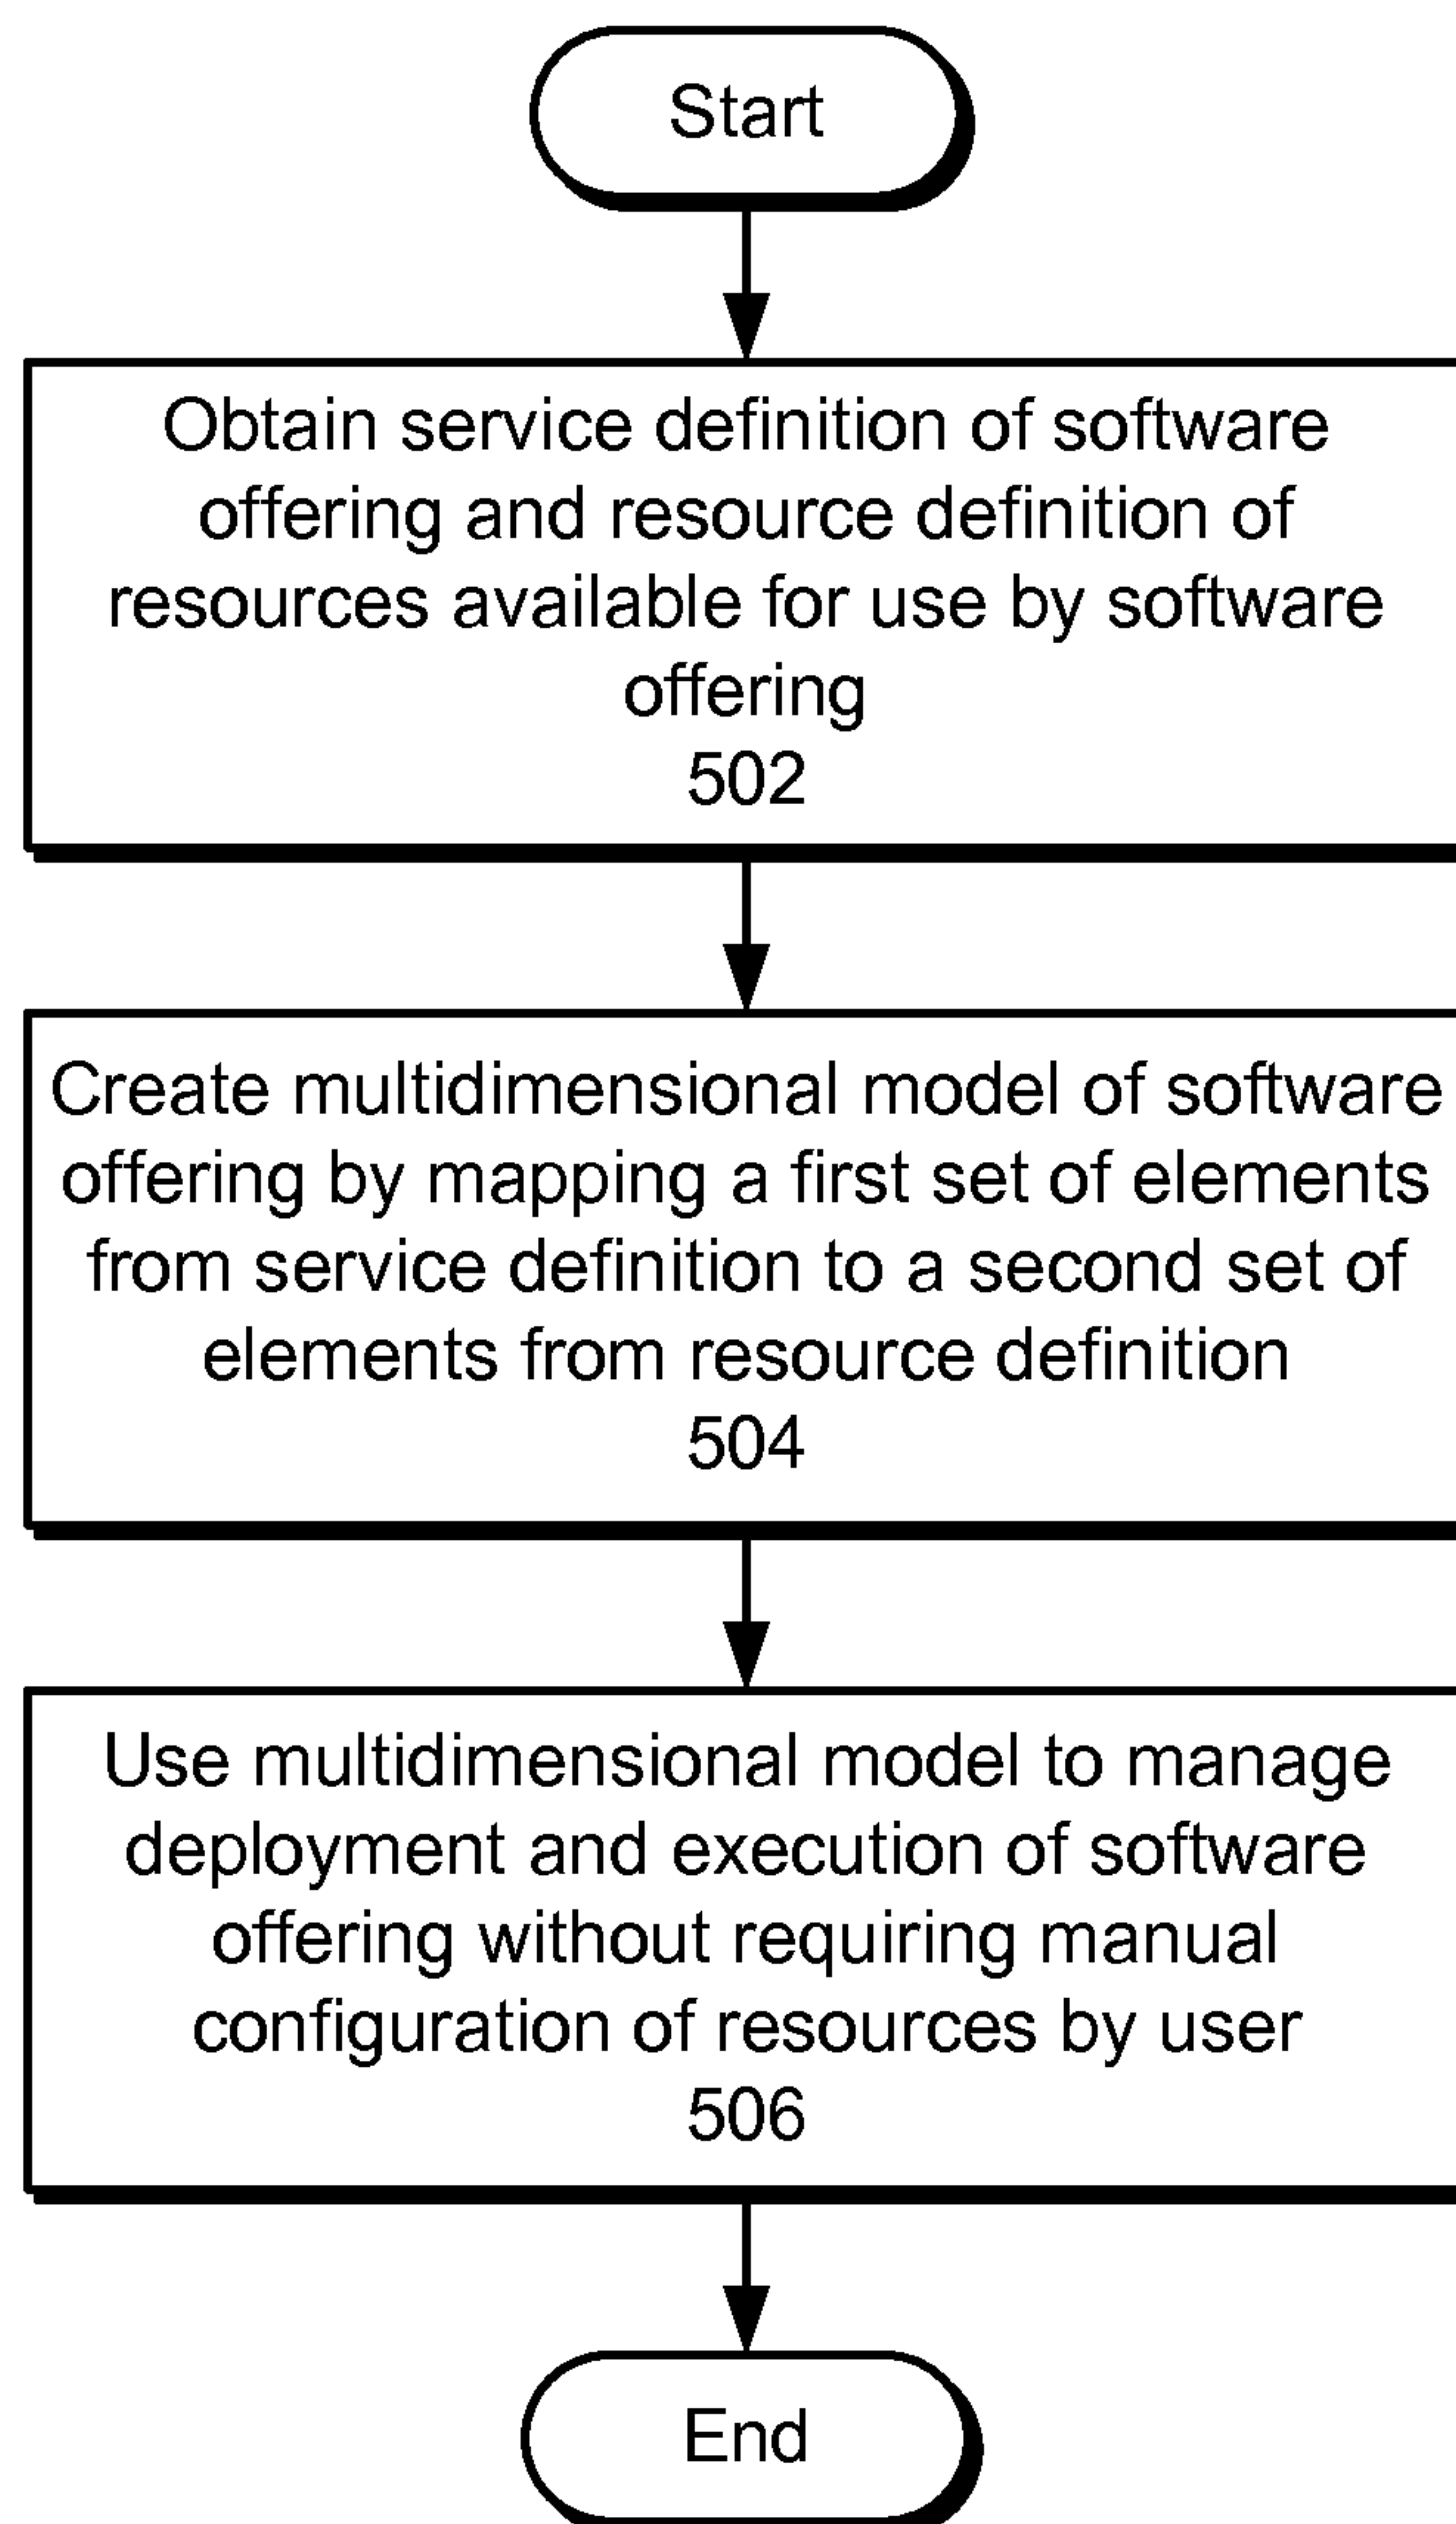 Start
Obtain service definition of software
offering and resource definition of
resources available for use by software
offering
502
Create multidimensional model of software
offering by mapping a first set of elements
from service definition to a second set of
elements from resource definition
504
Use multidimensional model to manage
deployment and execution of software
offering without requiring manual
configuration of resources by user
506
End